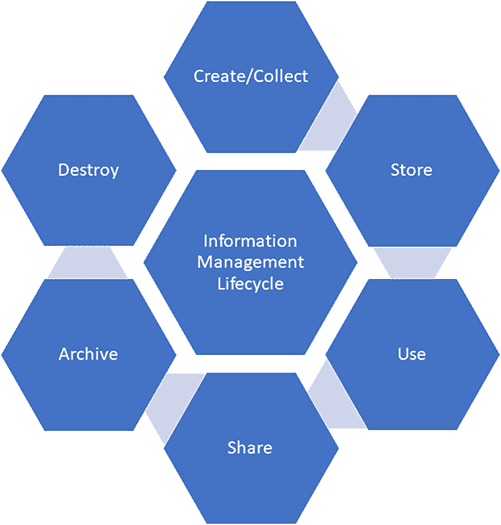 Create/Collect
Store
Use
Share
Archive
Destroy
Information
Management
Lifecycle